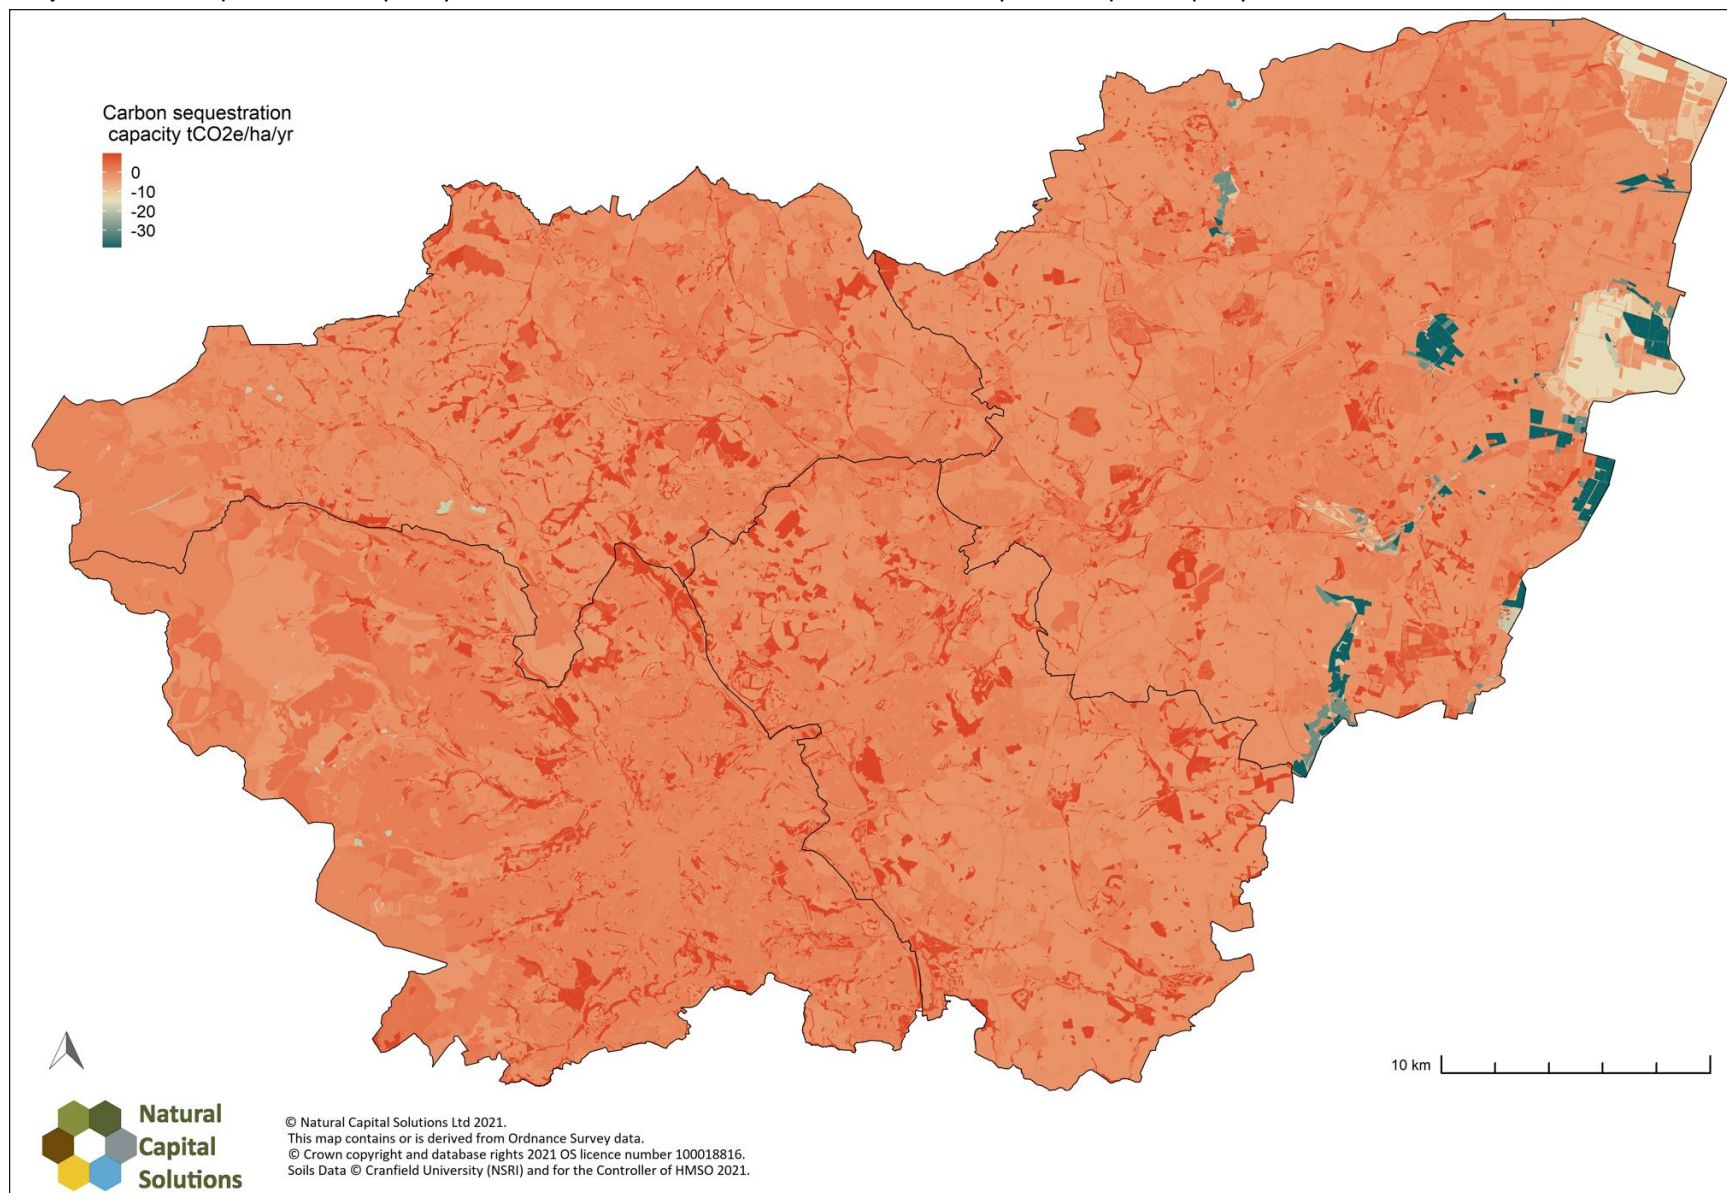 Carbon sequestration
capacity tCO2e/ha/yr
0
-10
-20
-30
10 km
Natural
Capital
Solutions
© Natural Capital Solutions Ltd 2021.
This map contains or is derived from Ordnance Survey data.
© Crown copyright and database rights 2021 OS licence number 100018816.
Soils Data © Cranfield University (NSRI) and for the Controller of HMSO 2021.